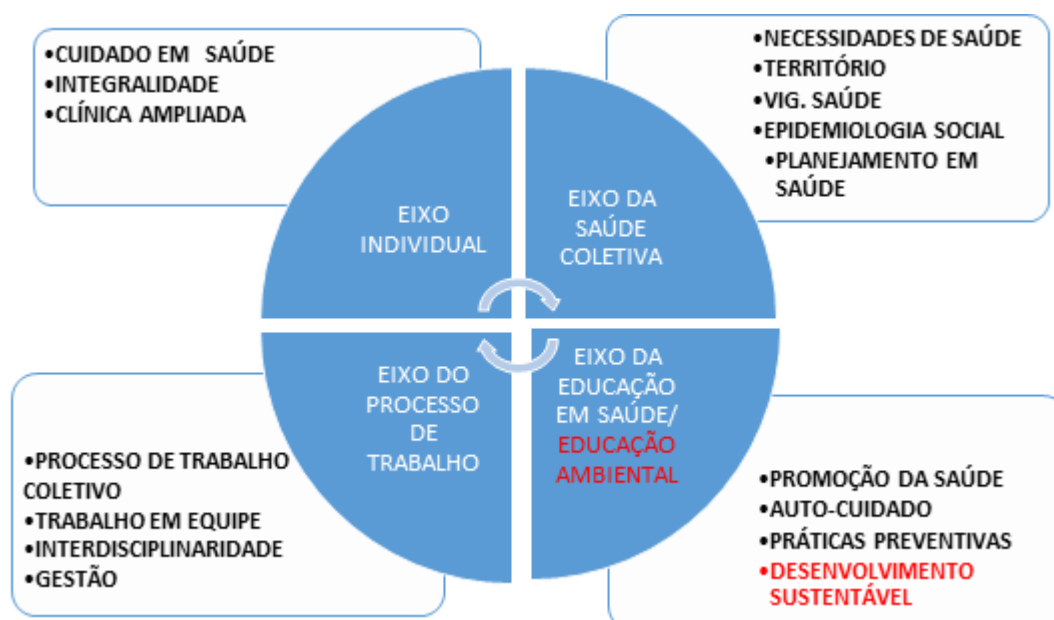 •CUIDADO EM SAÚDE
•INTEGRALIDADE
•CLÍNICA AMPLIADA
•NECESSIDADES DE SAÚDE
•TERRITÓRIO
•VIG. SAÚDE
•EPIDEMIOLOGIA SOCIAL
•PLANEJAMENTO EM
SAÚDE
EIXO
INDIVIDUAL
EIXO DA
SAÚDE
COLETIVA
EIXO DO
PROCESSO
DE
TRABALHO
EIXO DA
EDUCAÇÃO
EM SAÚDE/
EDUCAÇÃO
AMBIENTAL
•PROCESSO DE TRABALHO
COLETIVO
•TRABALHO EM EQUIPE
•INTERDISCIPLINARIDADE
•GESTÃO
•PROMOÇÃO DA SAÚDE
•AUTO-CUIDADO
•PRÁTICAS PREVENTIVAS
•DESENVOLVIMENTO
SUSTENTÁVEL